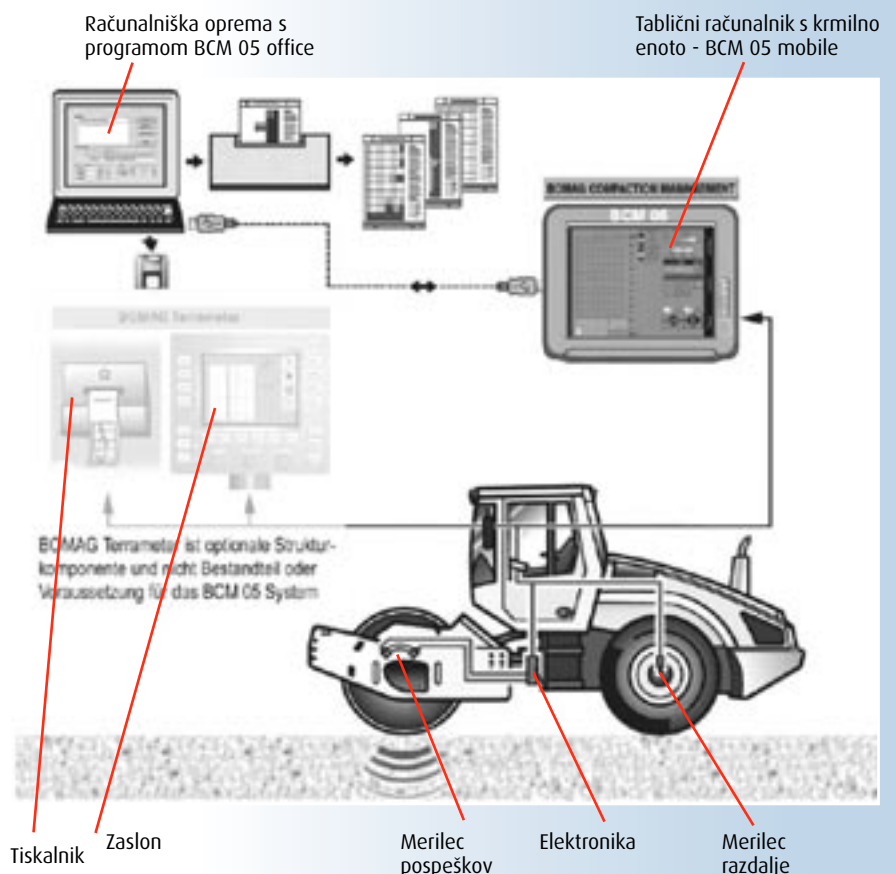 Računalniška oprema s
programom BCM 05 office
Tablični računalnik s krmilno
enoto - BCM 05 mobile
BOMAG COMPACTION MANAGEMENT
BCM 05
BOMAG Terrameter
BOMAG Terrameter ist optionale Struktur-
komponente und nicht Bestandteil oder
Voraussetzung für das BCM 05 System
Tiskalnik
Zaslon
Merilec
pospeškov
Elektronika
Merilec
razdalje